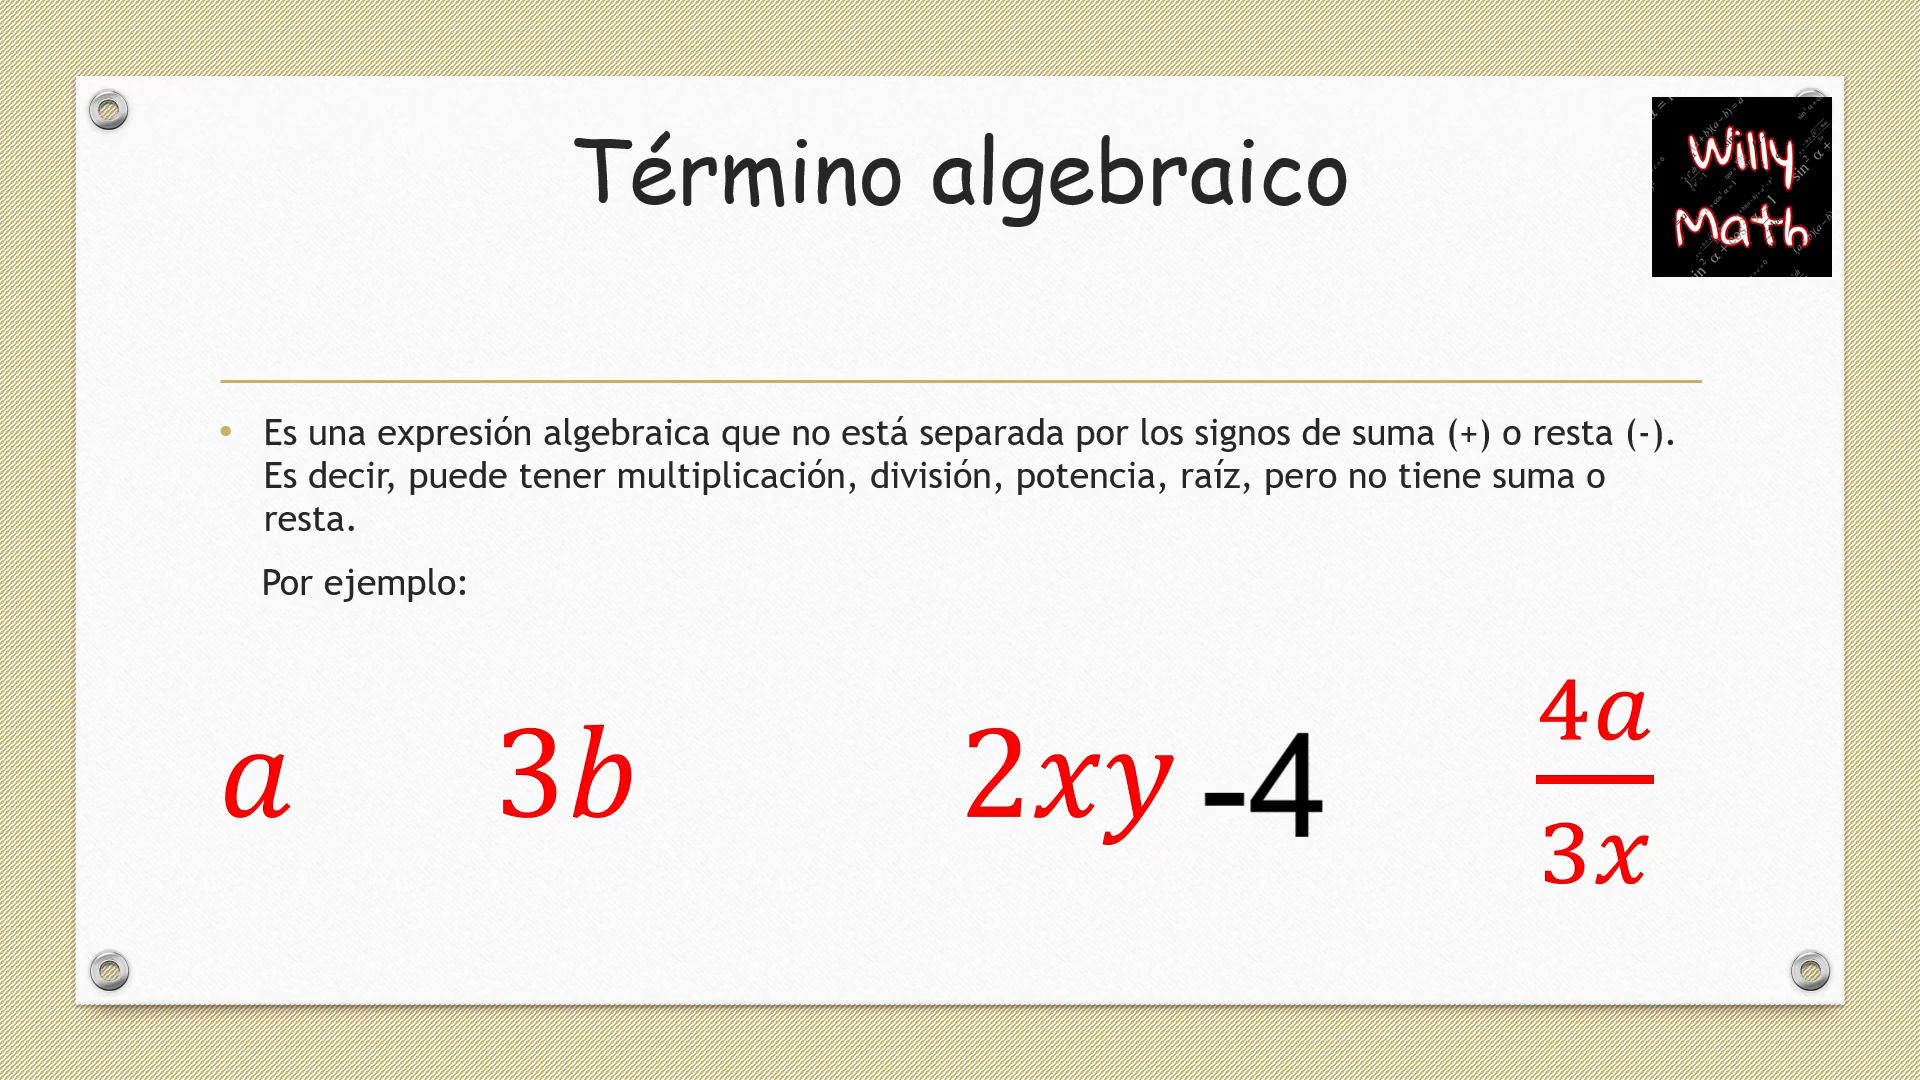 Término algebraico
Willy
Math
• Es una expresión algebraica que no está separada por los signos de suma (+) o resta (-).
Es decir, puede tener multiplicación, división, potencia, raíz, pero no tiene suma o
resta.
Por ejemplo:
a 3b 2xy -4 4a/3x